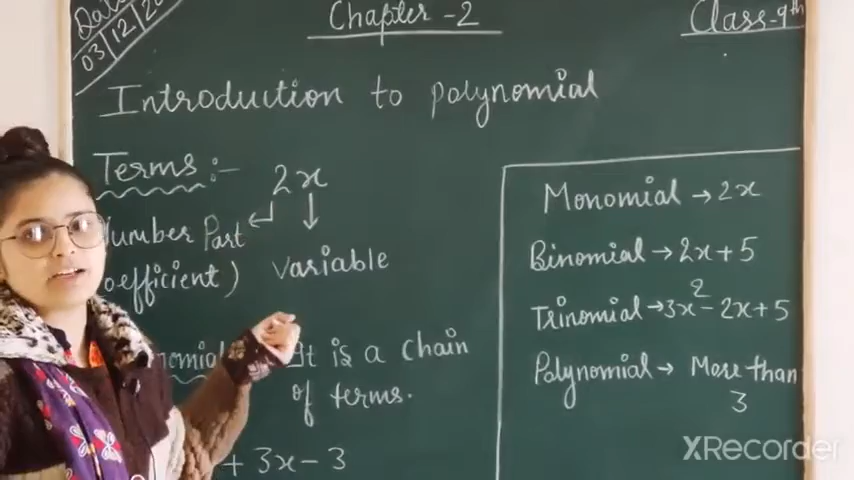 Date
03/12/20
Chapter - 2
Class - 9th
Introduction to polynomial
Terms :-
2x
Number Part
coefficient)
variable
nomial
It is a chain
of terms.
+ 3x - 3
Monomial → 2x
Binomial → 2x + 5
Trinomial → 3x² - 2x + 5
Polynomial → More than
3
XRecorder